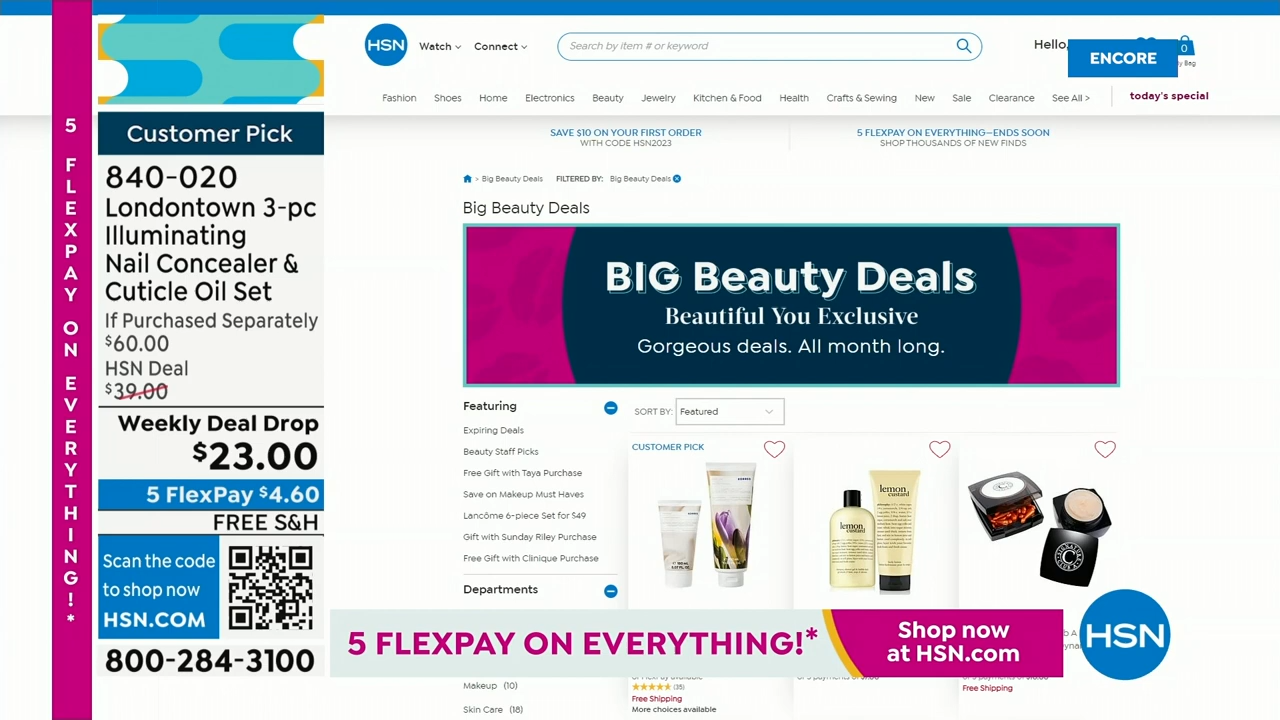 5 FLEXPAY ON EVERYTHING!*
Customer Pick
840-020
Londontown 3-pc
Illuminating
Nail Concealer &
Cuticle Oil Set
If Purchased Separately
$60.00
HSN Deal
$39.00
Weekly Deal Drop
$23.00
5 FlexPay $4.60
FREE S&H
Scan the code
to shop now
HSN.COM
800-284-3100
HSN
Watch
Connect
Search by item # or keyword
Hello,
ENCORE
0
Bag
Fashion Shoes Home Electronics Beauty Jewelry Kitchen & Food Health Crafts & Sewing New Sale Clearance See All > today's special
SAVE $10 ON YOUR FIRST ORDER
WITH CODE HSN2023
5 FLEXPAY ON EVERYTHING—ENDS SOON
SHOP THOUSANDS OF NEW FINDS
> Big Beauty Deals FILTERED BY: Big Beauty Deals
Big Beauty Deals
BIG Beauty Deals
Beautiful You Exclusive
Gorgeous deals. All month long.
Featuring
Expiring Deals
Beauty Staff Picks
Free Gift with Taya Purchase
Save on Makeup Must Haves
Lancôme 6-piece Set for $49
Gift with Sunday Riley Purchase
Free Gift with Clinique Purchase
Departments
Makeup (10)
Skin Care (18)
SORT BY: Featured
CUSTOMER PICK
KORRES
lemon
custard
lemon
custard
5 FLEXPAY ON EVERYTHING!*
Shop now
at HSN.com
HSN
(35)
Free Shipping
More choices available
Free Shipping